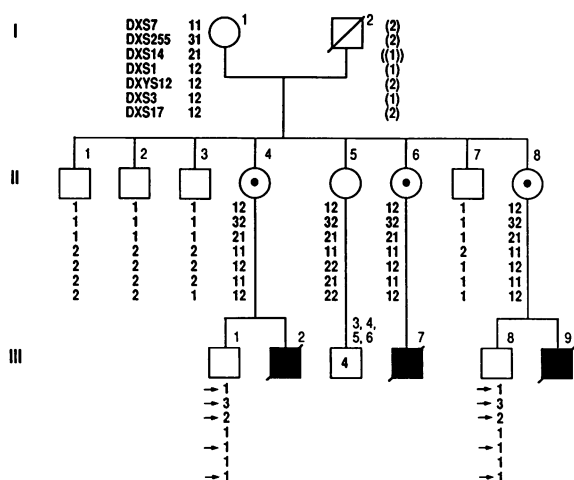 I 1 2
DXS7 11 (2)
DXS255 31 (2)
DXS14 21 ((1))
DXS1 12 (1)
DXYS12 12 (2)
DXS3 12 (1)
DXS17 12 (2)
II 1 2 3 4 5 6 7 8
1 1 1 12 12 12 1 12
1 1 1 32 32 32 1 32
1 1 1 21 21 21 1 21
2 2 2 11 11 11 2 11
2 2 2 12 22 12 1 12
2 2 2 11 21 11 1 11
2 2 1 12 22 12 1 12
3, 4,
III 1 2 5, 6 7 8 9
4
→ 1 → 1
→ 3 → 3
→ 2 → 2
1 1
→ 1 → 1
1 1
→ 1 → 1